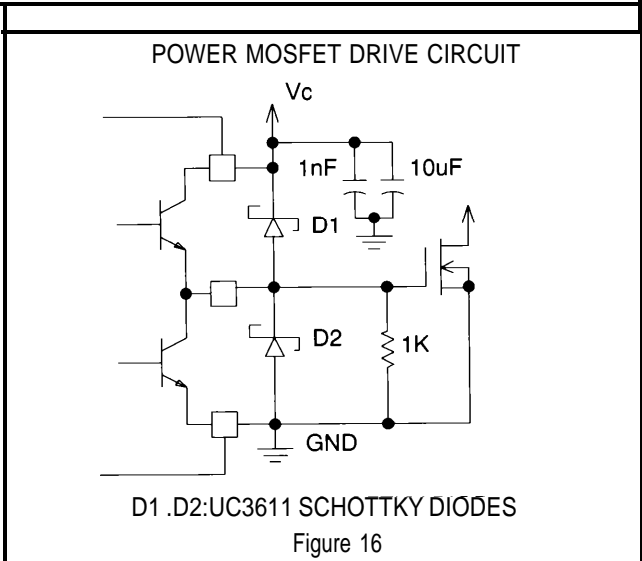 POWER MOSFET DRIVE CIRCUIT
Vc
1nF
10uF
D1
D2
1K
GND
D1 .D2:UC3611 SCHOTTKY DIODES
Figure 16